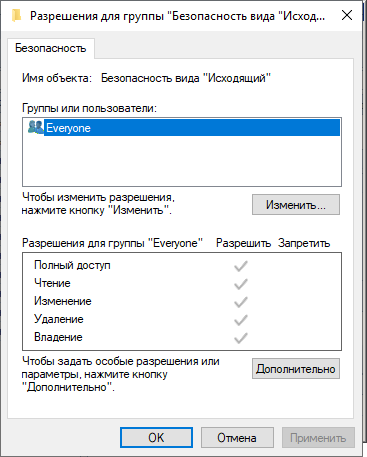 Разрешения для группы "Безопасность вида "Исход...
Безопасность
Имя объекта: Безопасность вида "Исходящий"
Группы или пользователи:
Everyone
Чтобы изменить разрешения,
нажмите кнопку "Изменить".
Изменить...
Разрешения для группы "Everyone" Разрешить Запретить
Полный доступ
Чтение
Изменение
Удаление
Владение
Чтобы задать особые разрешения или
параметры, нажмите кнопку
"Дополнительно".
Дополнительно
OK Отмена Применить